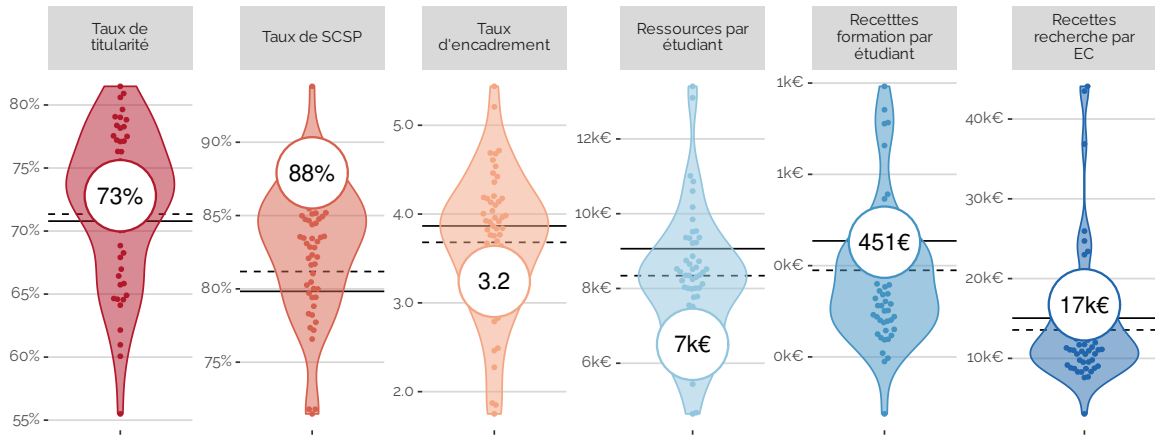 Taux de
titularité
80%
75%
70%
65%
60%
55%
73%
Taux de SCSP
90%
85%
80%
75%
88%
Taux
d'encadrement
5.0
4.0
3.0
2.0
3.2
Ressources par
étudiant
12k€
10k€
8k€
6k€
7k€
Recetttes
formation par
étudiant
1k€
1k€
0k€
0k€
451€
Recettes
recherche par
EC
40k€
30k€
20k€
10k€
17k€